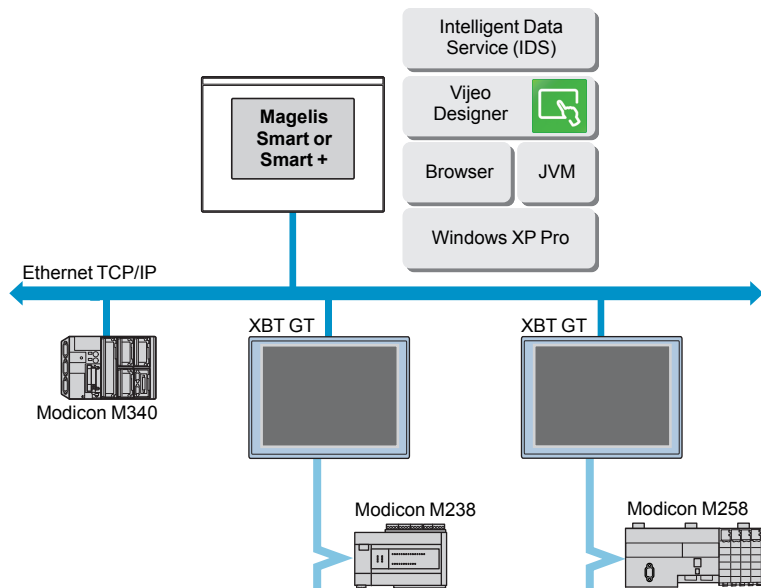 Intelligent Data
Service (IDS)
Vijeo
Designer
Magelis
Smart or
Smart +
Browser
JVM
Windows XP Pro
Ethernet TCP/IP
XBT GT
XBT GT
Modicon M340
Modicon M238
Modicon M258